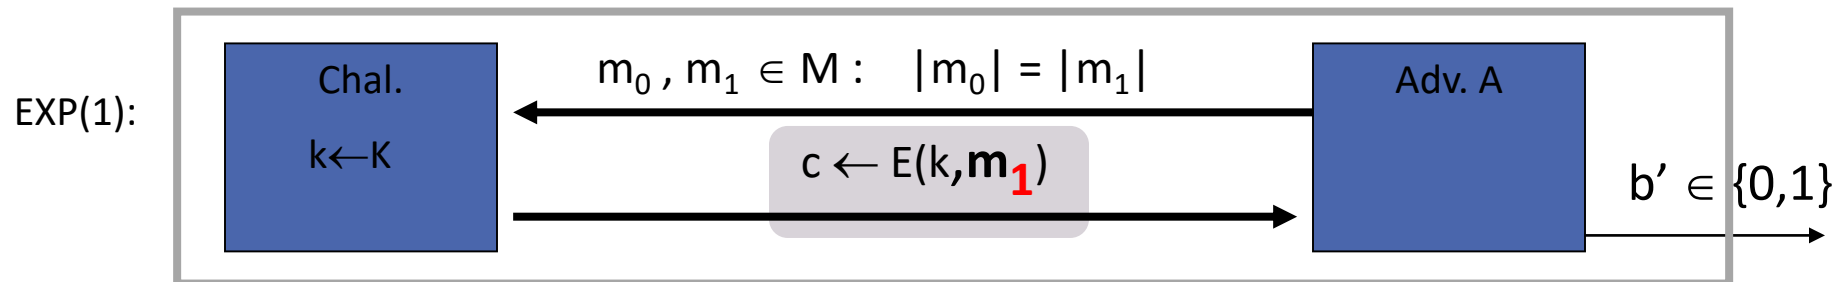 EXP(1):
Chal.
k←K
m₀ , m₁ ∈ M :   |m₀| = |m₁|
c ← E(k,m₁)
Adv. A
b’ ∈ {0,1}